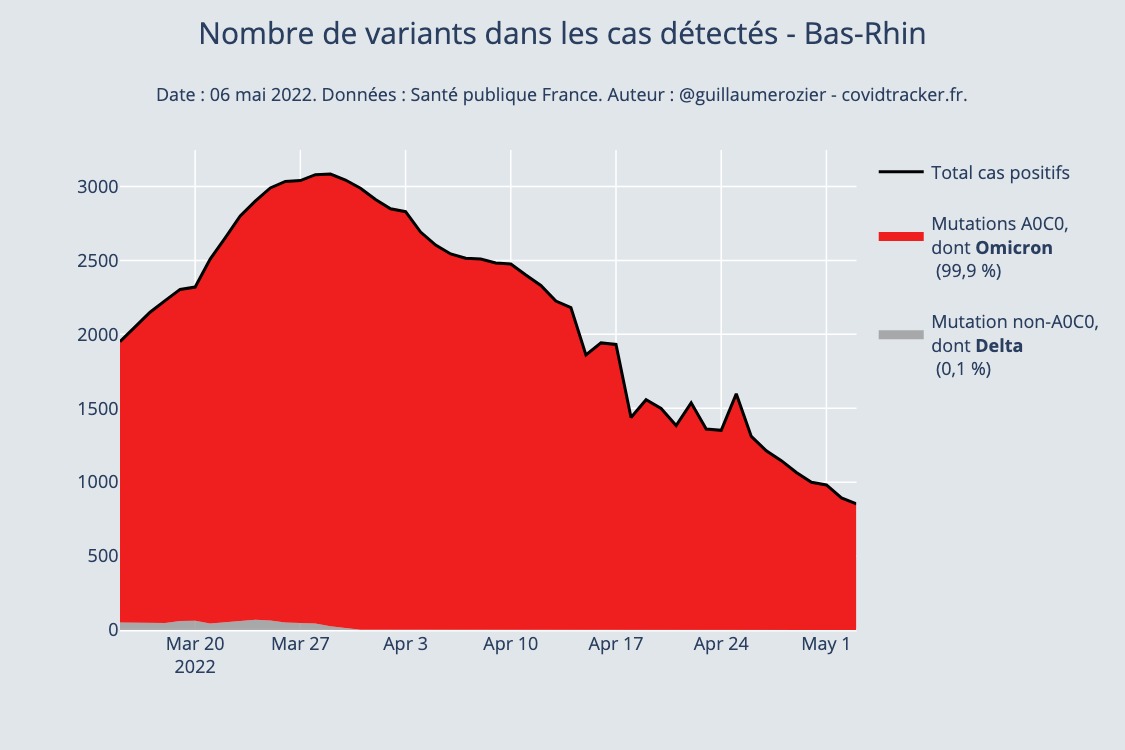 Nombre de variants dans les cas détectés - Bas-Rhin
Date : 06 mai 2022. Données : Santé publique France. Auteur : @guillaumerozier - covidtracker.fr.
Total cas positifs
Mutations A0C0,
dont Omicron
(99,9 %)
Mutation non-A0C0,
dont Delta
(0,1 %)
3000
2500
2000
1500
1000
500
0
Mar 20
2022
Mar 27
Apr 3
Apr 10
Apr 17
Apr 24
May 1